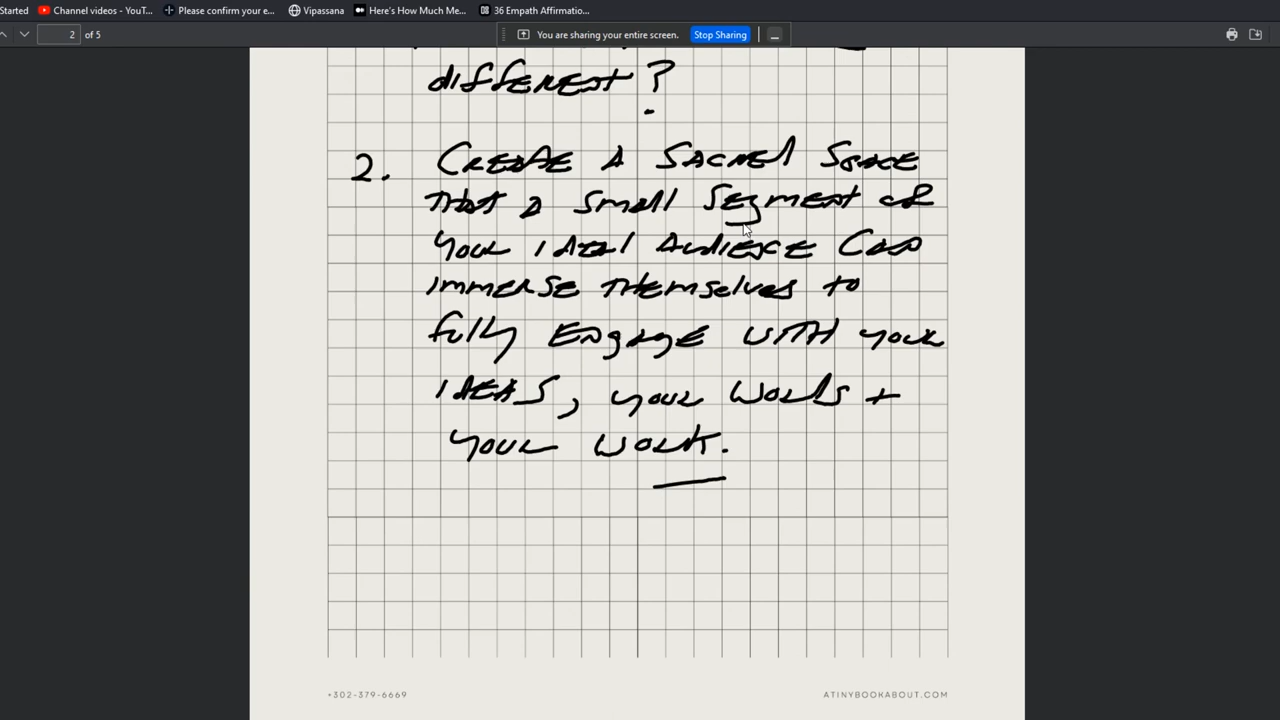 Started Channel videos - YouT... Please confirm your e... Vipassana Here's How Much Me... 36 Empath Affirmatio...
2 of 5
You are sharing your entire screen. Stop Sharing
different?
2. Create a Sacred Space
that a small segment of
your ideal audience can
immerse themselves to
fully engage with your
ideas, your words +
your work.
+302-379-6669 ATINYBOOKABOUT.COM